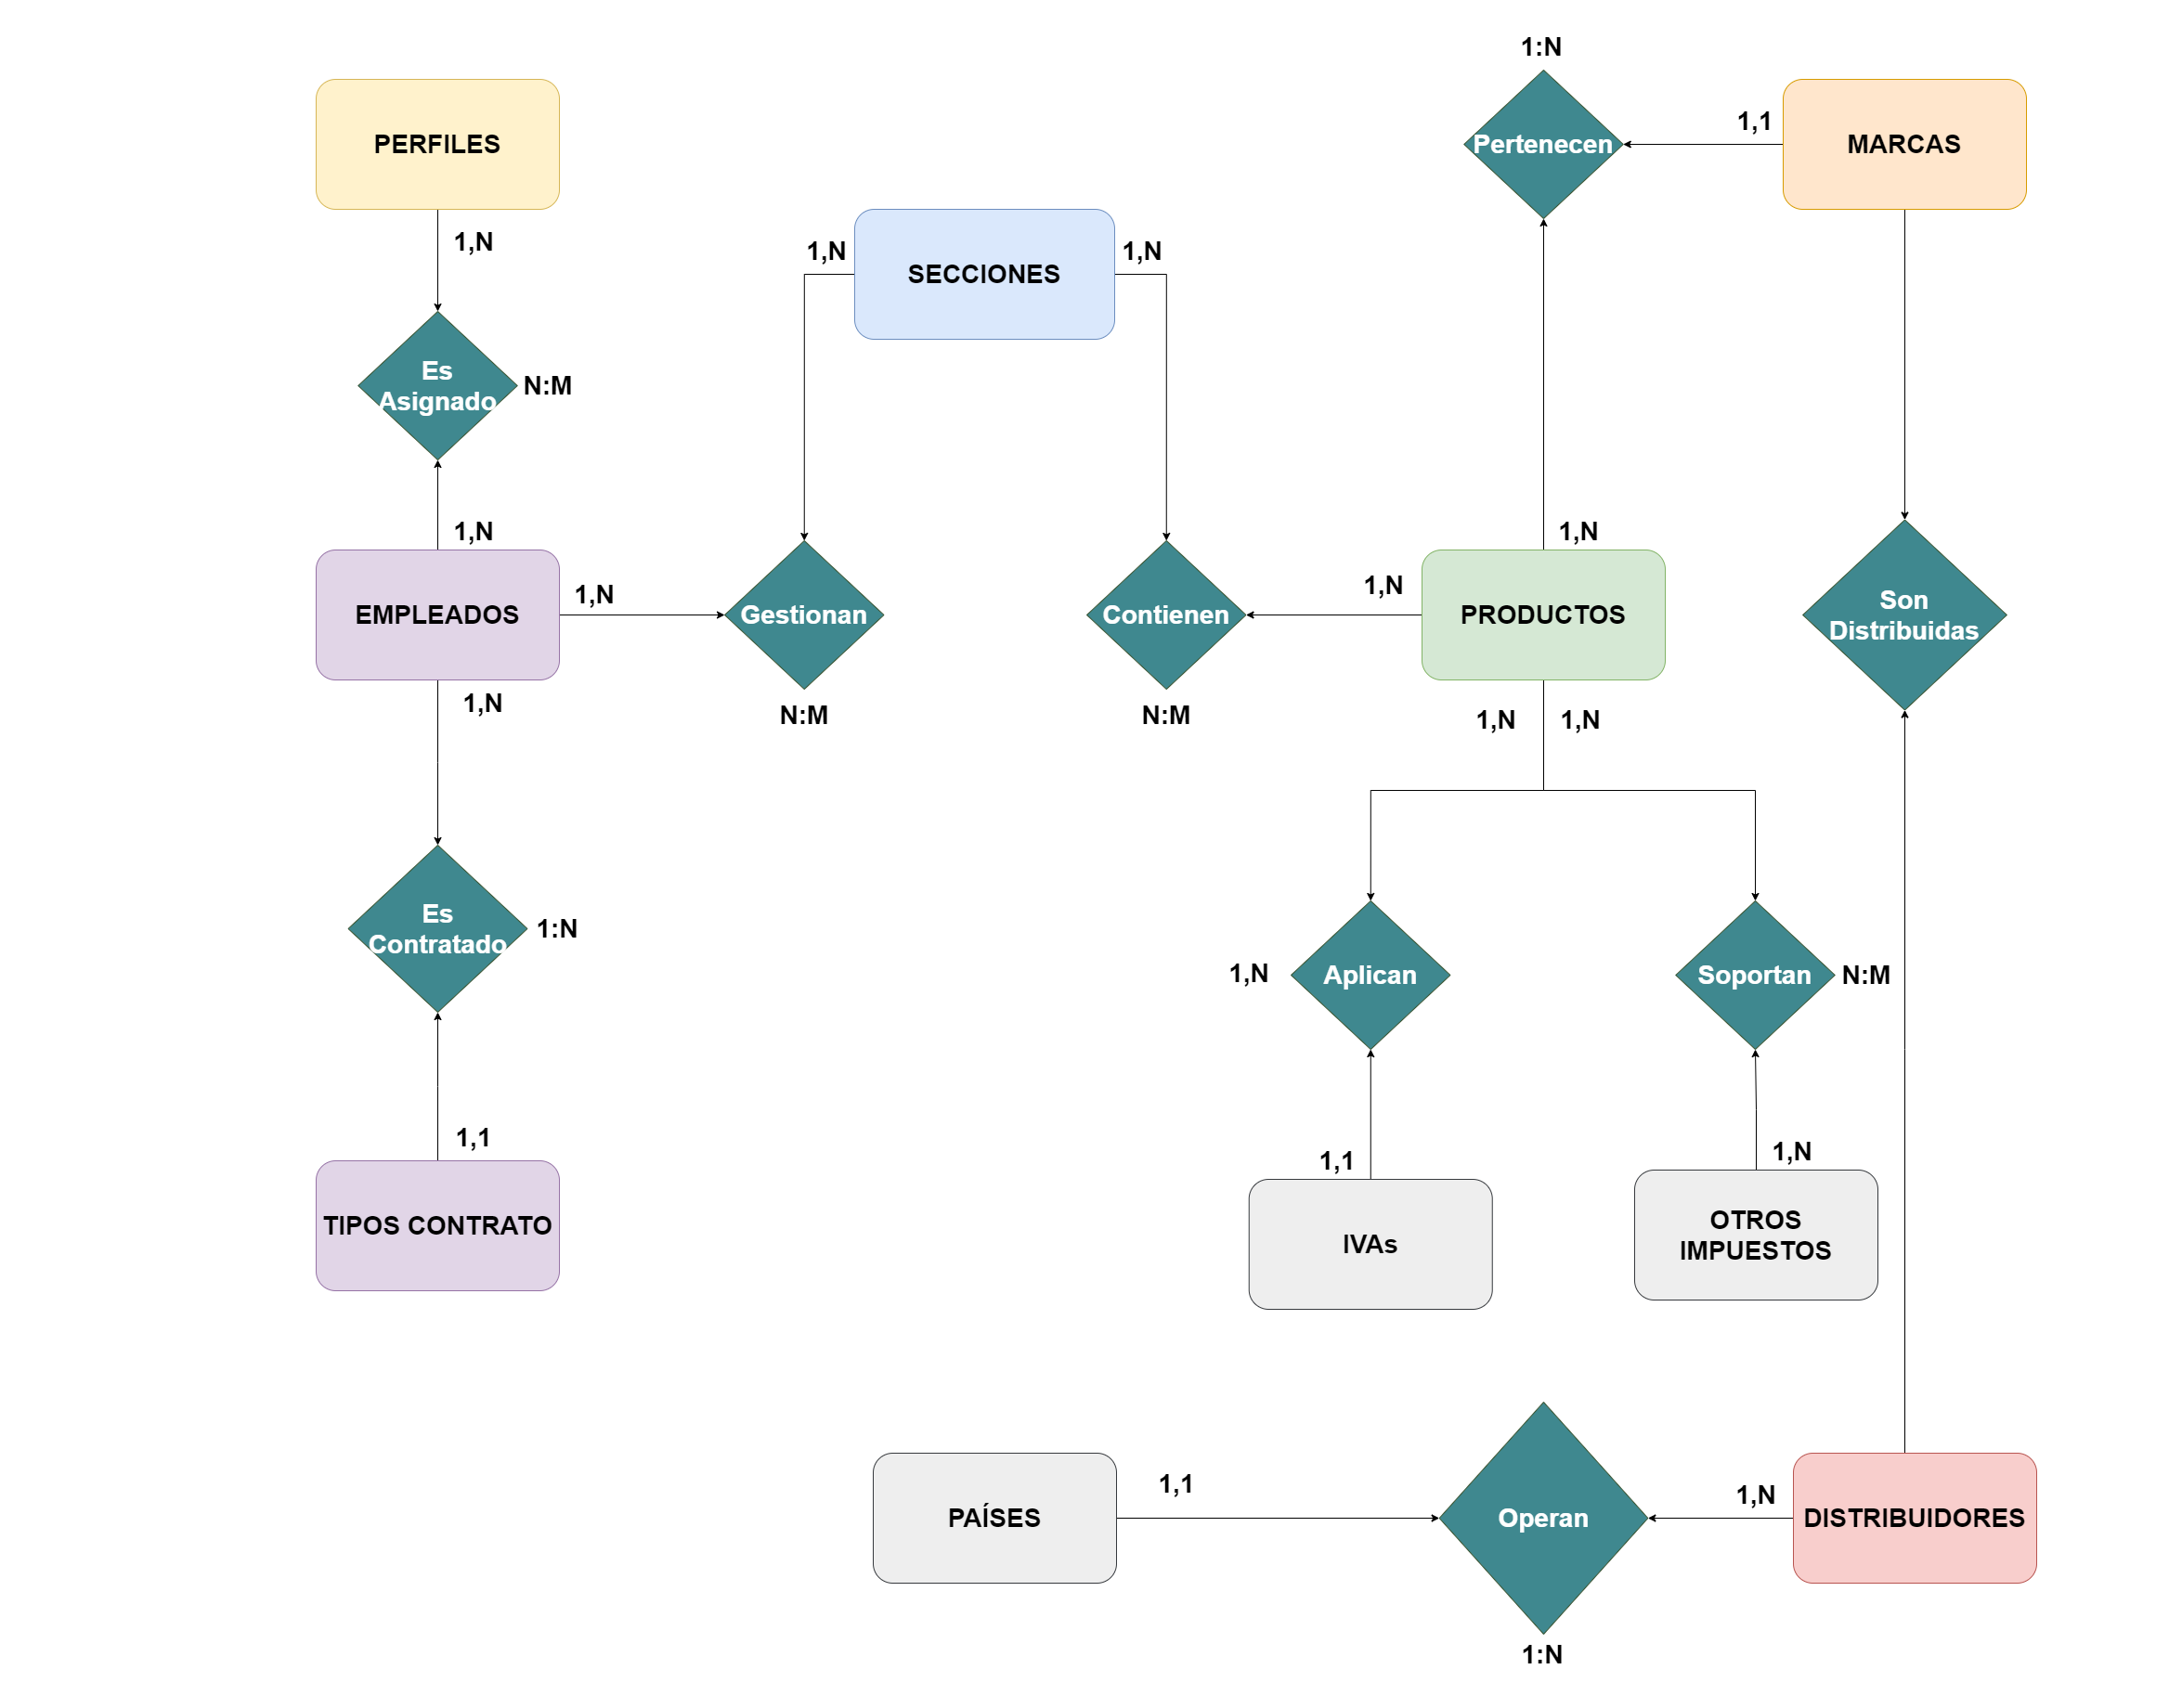 1:N
PERFILES
Pertenecen
1,1
MARCAS
1,N
1,N
SECCIONES
1,N
Es
Asignado
N:M
1,N
1,N
EMPLEADOS
1,N
Gestionan
Contienen
1,N
PRODUCTOS
Son
Distribuidas
1,N
N:M
N:M
1,N
1,N
Es
Contratado
1:N
1,N
Aplican
Soportan
N:M
1,1
1,1
1,N
TIPOS CONTRATO
IVAs
OTROS
IMPUESTOS
PAÍSES
1,1
Operan
1,N
DISTRIBUIDORES
1:N